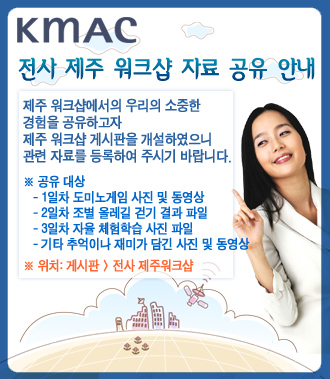 KMAC
전사 제주 워크샵 자료 공유 안내
제주 워크샵에서의 우리의 소중한
경험을 공유하고자
제주 워크샵 게시판을 개설하였으니
관련 자료를 등록하여 주시기 바랍니다.
※ 공유 대상
- 1일차 도미노게임 사진 및 동영상
- 2일차 조별 올레길 걷기 결과 파일
- 3일차 자율 체험학습 사진 파일
- 기타 추억이나 재미가 담긴 사진 및 동영상
※ 위치: 게시판 > 전사 제주워크샵